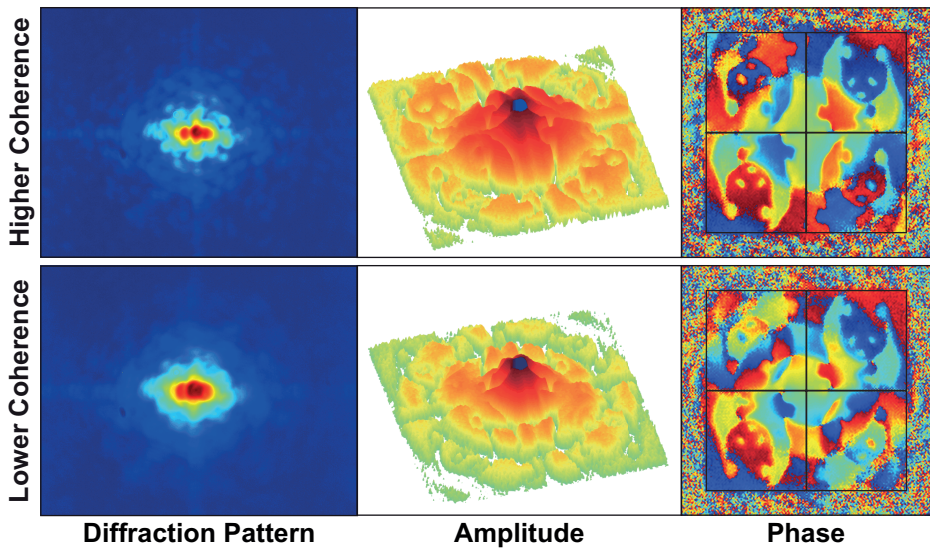 Higher Coherence
Lower Coherence
Diffraction Pattern
Amplitude
Phase